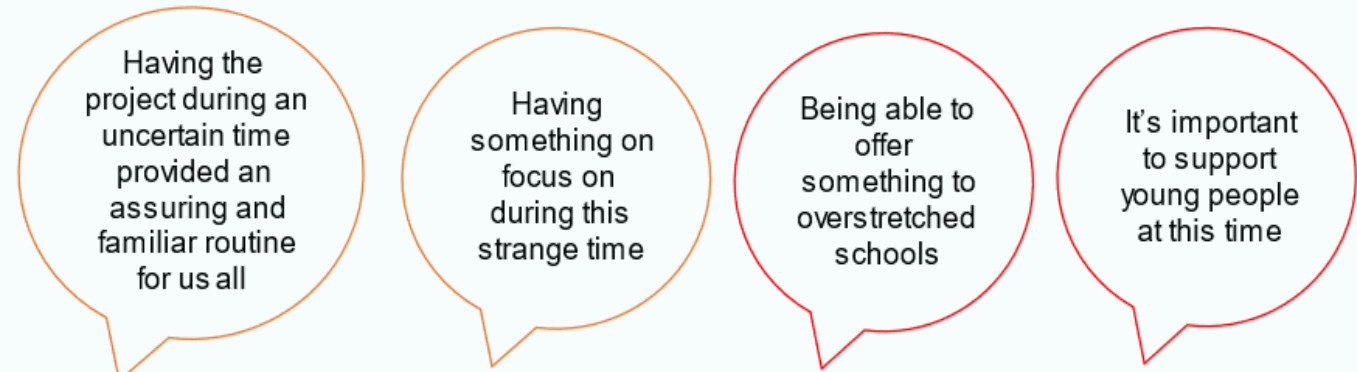 Having the
project during an
uncertain time
provided an
assuring and
familiar routine
for us all
Having
something on
focus on
during this
strange time
Being able to
offer
something to
overstretched
schools
It's important
to support
young people
at this time